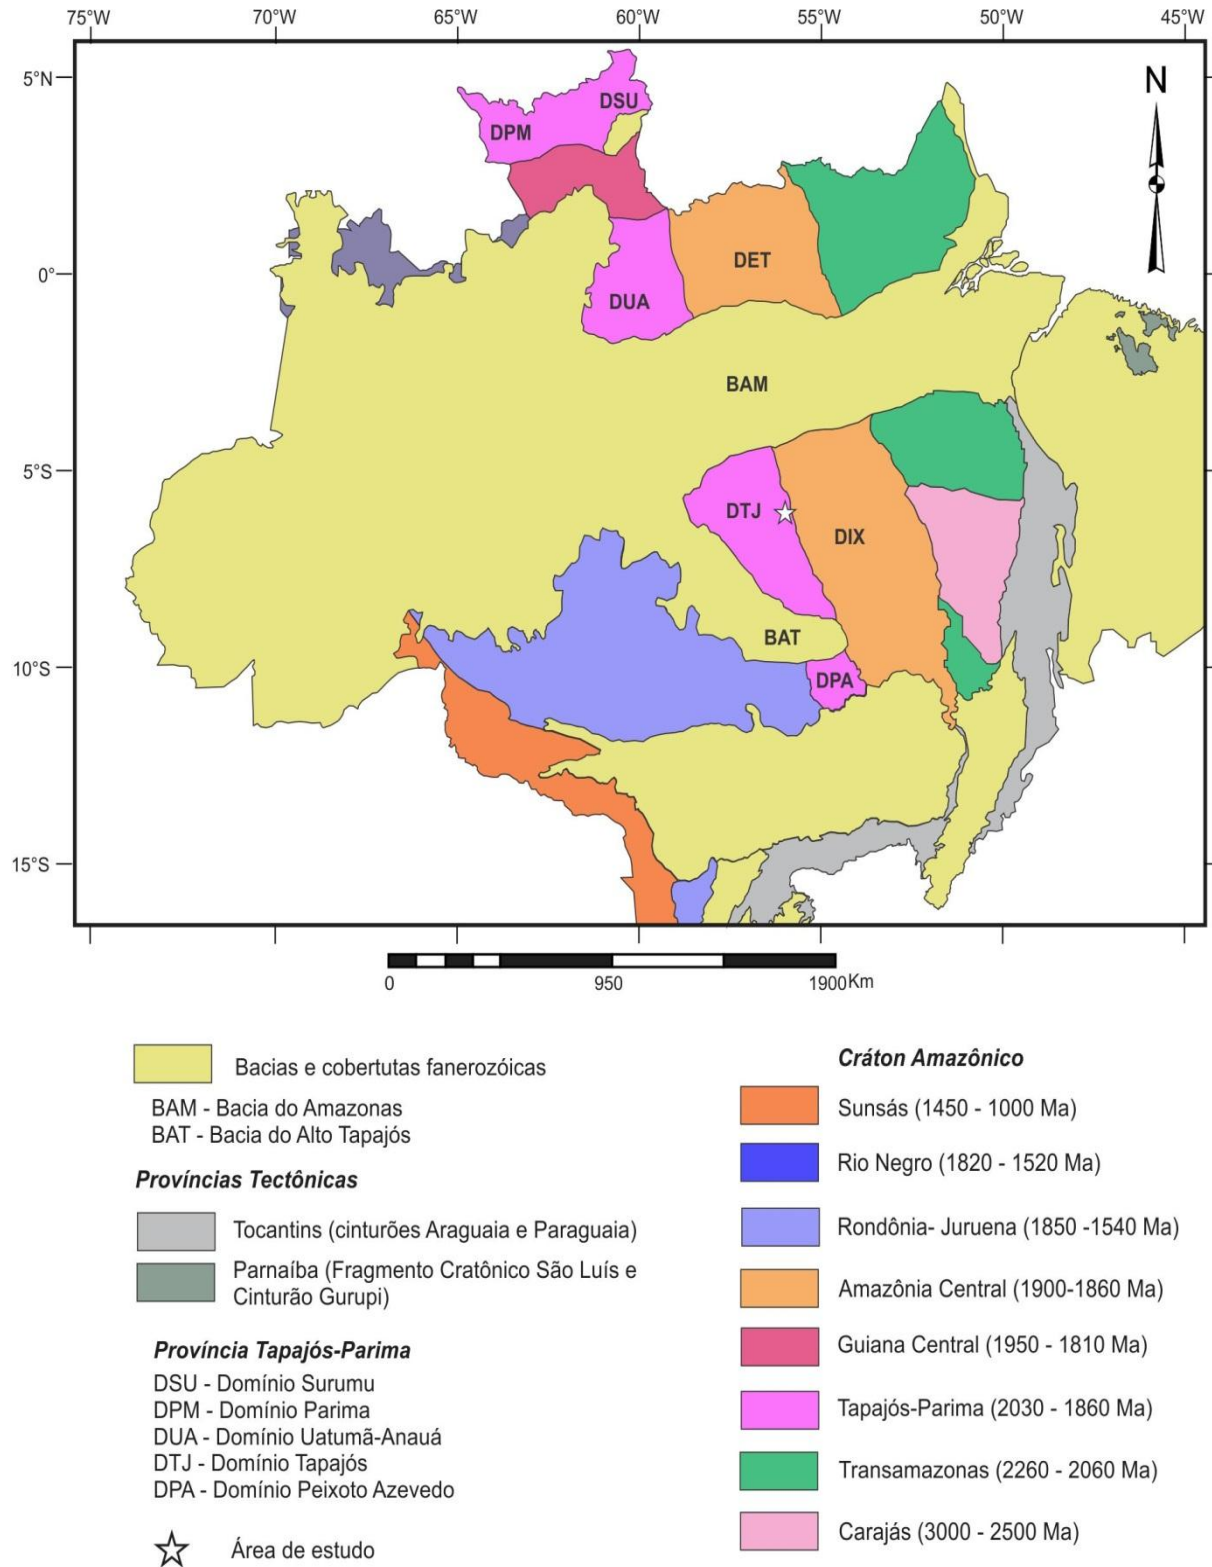 75°W 70°W 65°W 60°W 55°W 50°W 45°W
5°N
N
DSU
DPM
0°
DET
DUA
BAM
5°S
DTJ
DIX
BAT
10°S
DPA
15°S
0 950 1900Km
Bacias e cobertutas fanerozóicas
BAM - Bacia do Amazonas
BAT - Bacia do Alto Tapajós
Províncias Tectônicas
Tocantins (cinturões Araguaia e Paraguaia)
Parnaíba (Fragmento Cratônico São Luís e
Cinturão Gurupi)
Província Tapajós-Parima
DSU - Domínio Surumu
DPM - Domínio Parima
DUA - Domínio Uatumã-Anauá
DTJ - Domínio Tapajós
DPA - Domínio Peixoto Azevedo
Área de estudo
Cráton Amazônico
Sunsás (1450 - 1000 Ma)
Rio Negro (1820 - 1520 Ma)
Rondônia- Juruena (1850 -1540 Ma)
Amazônia Central (1900-1860 Ma)
Guiana Central (1950 - 1810 Ma)
Tapajós-Parima (2030 - 1860 Ma)
Transamazonas (2260 - 2060 Ma)
Carajás (3000 - 2500 Ma)